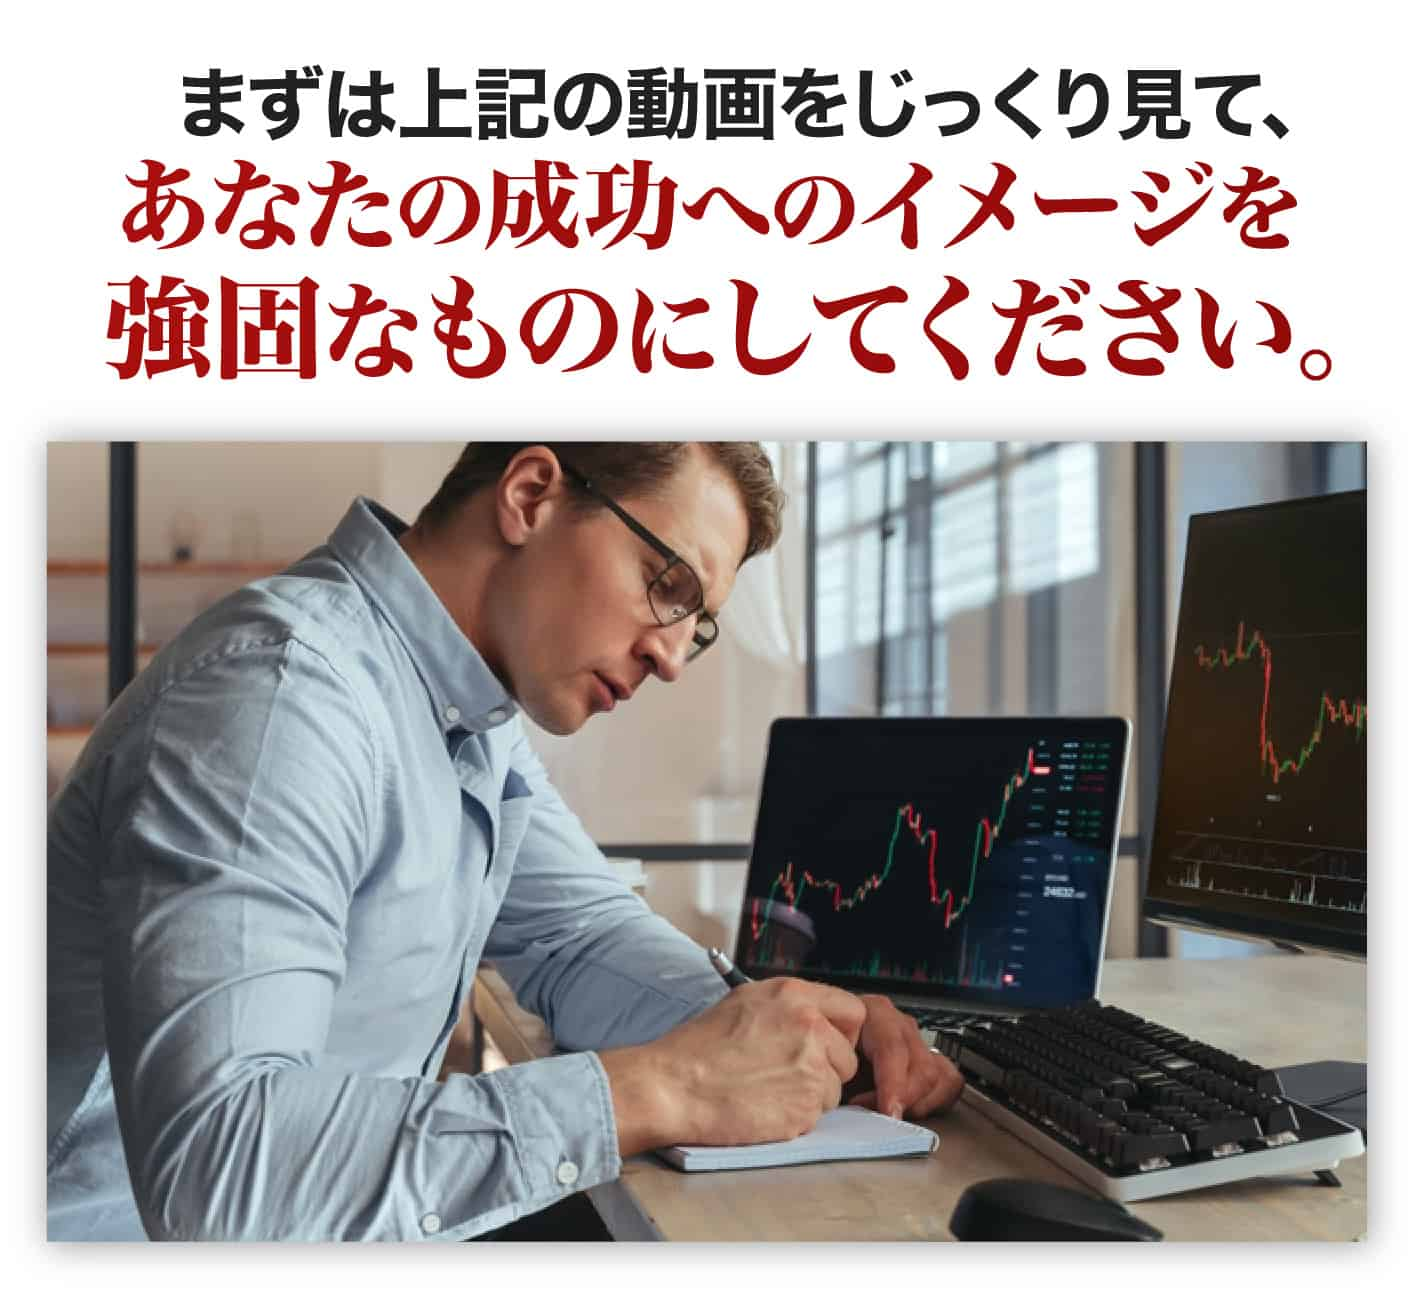 まずは上記の動画をじっくり見て、
あなたの成功へのイメージを
強固なものにしてください。